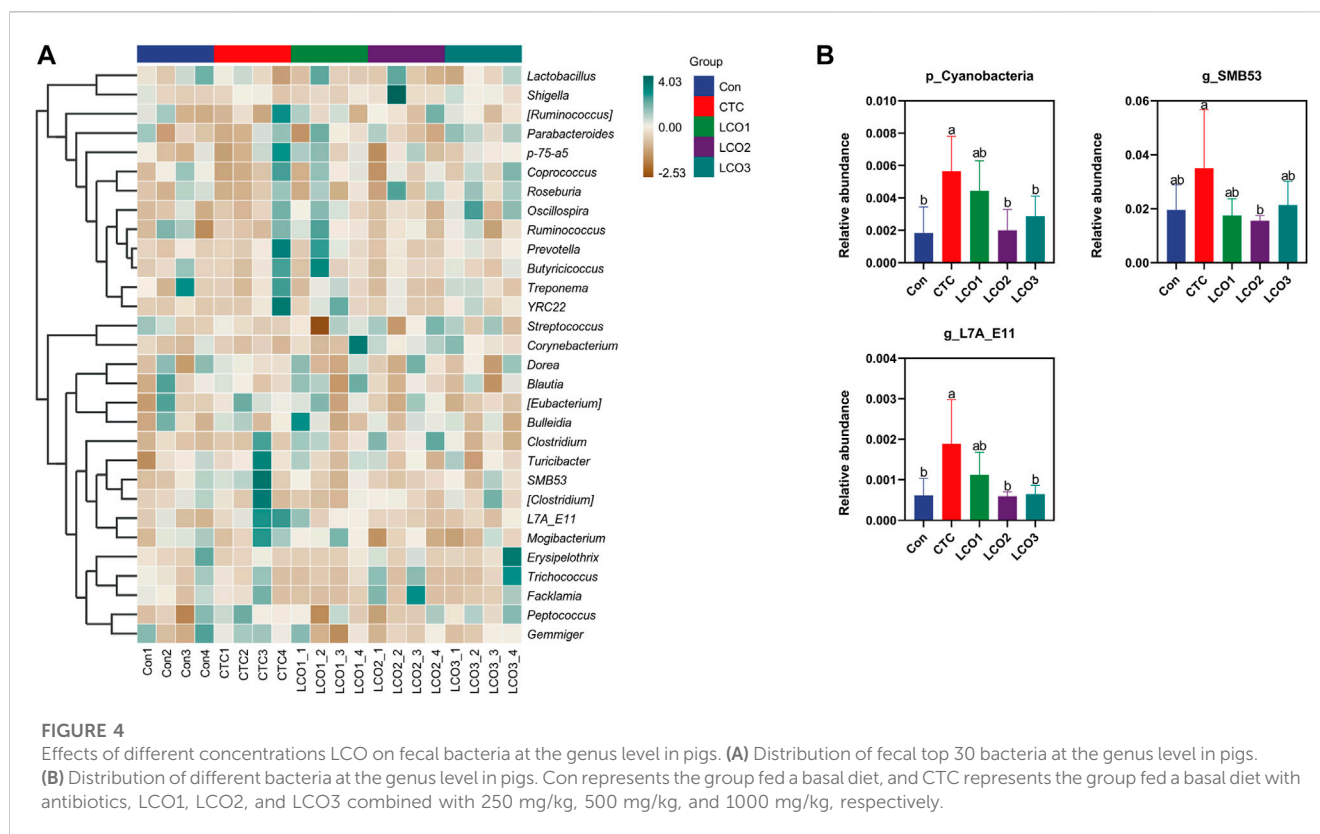 A
Lactobacillus
Shigella
[Ruminococcus]
Parabacteroides
p-75-a5
Coprococcus
Roseburia
Oscillospira
Ruminococcus
Prevotella
Butyricicoccus
Treponema
YRC22
Streptococcus
Corynebacterium
Dorea
Blautia
[Eubacterium]
Bulleidia
Clostridium
Turicibacter
SMB53
[Clostridium]
L7A_E11
Mogibacterium
Erysipelothrix
Trichococcus
Facklamia
Peptococcus
Gemmiger
Con1
Con2
Con3
Con4
CTC1
CTC2
CTC3
CTC4
LCO1_1
LCO1_2
LCO1_3
LCO1_4
LCO2_1
LCO2_2
LCO2_3
LCO2_4
LCO3_1
LCO3_2
LCO3_3
LCO3_4
4.03
0.00
-2.53
Group
Con
CTC
LCO1
LCO2
LCO3
B
p_Cyanobacteria
Relative abundance
0.010
0.008
0.006
0.004
0.002
0.000
b
a
ab
b
b
Con
CTC
LCO1
LCO2
LCO3
g_SMB53
Relative abundance
0.06
0.04
0.02
0.00
ab
a
ab
b
ab
Con
CTC
LCO1
LCO2
LCO3
g_L7A_E11
Relative abundance
0.004
0.003
0.002
0.001
0.000
b
a
ab
b
b
Con
CTC
LCO1
LCO2
LCO3
FIGURE 4
Effects of different concentrations LCO on fecal bacteria at the genus level in pigs. (A) Distribution of fecal top 30 bacteria at the genus level in pigs.
(B) Distribution of different bacteria at the genus level in pigs. Con represents the group fed a basal diet, and CTC represents the group fed a basal diet with
antibiotics, LCO1, LCO2, and LCO3 combined with 250 mg/kg, 500 mg/kg, and 1000 mg/kg, respectively.